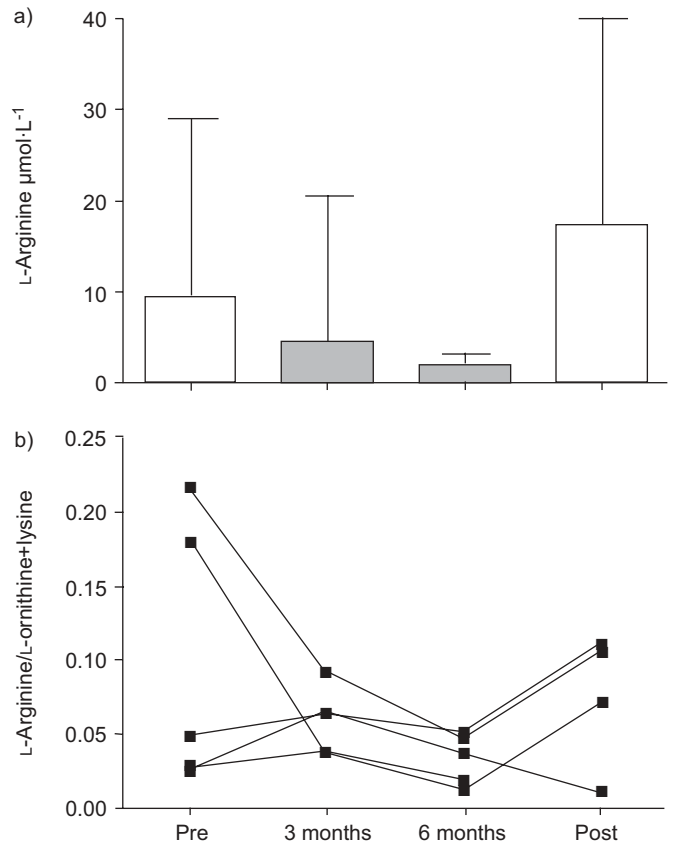 a)
40
30
20
10
0
L-Arginine µmol·L⁻¹
b)
0.25
0.20
0.15
0.10
0.05
0.00
L-Arginine/L-ornithine+lysine
Pre 3 months 6 months Post